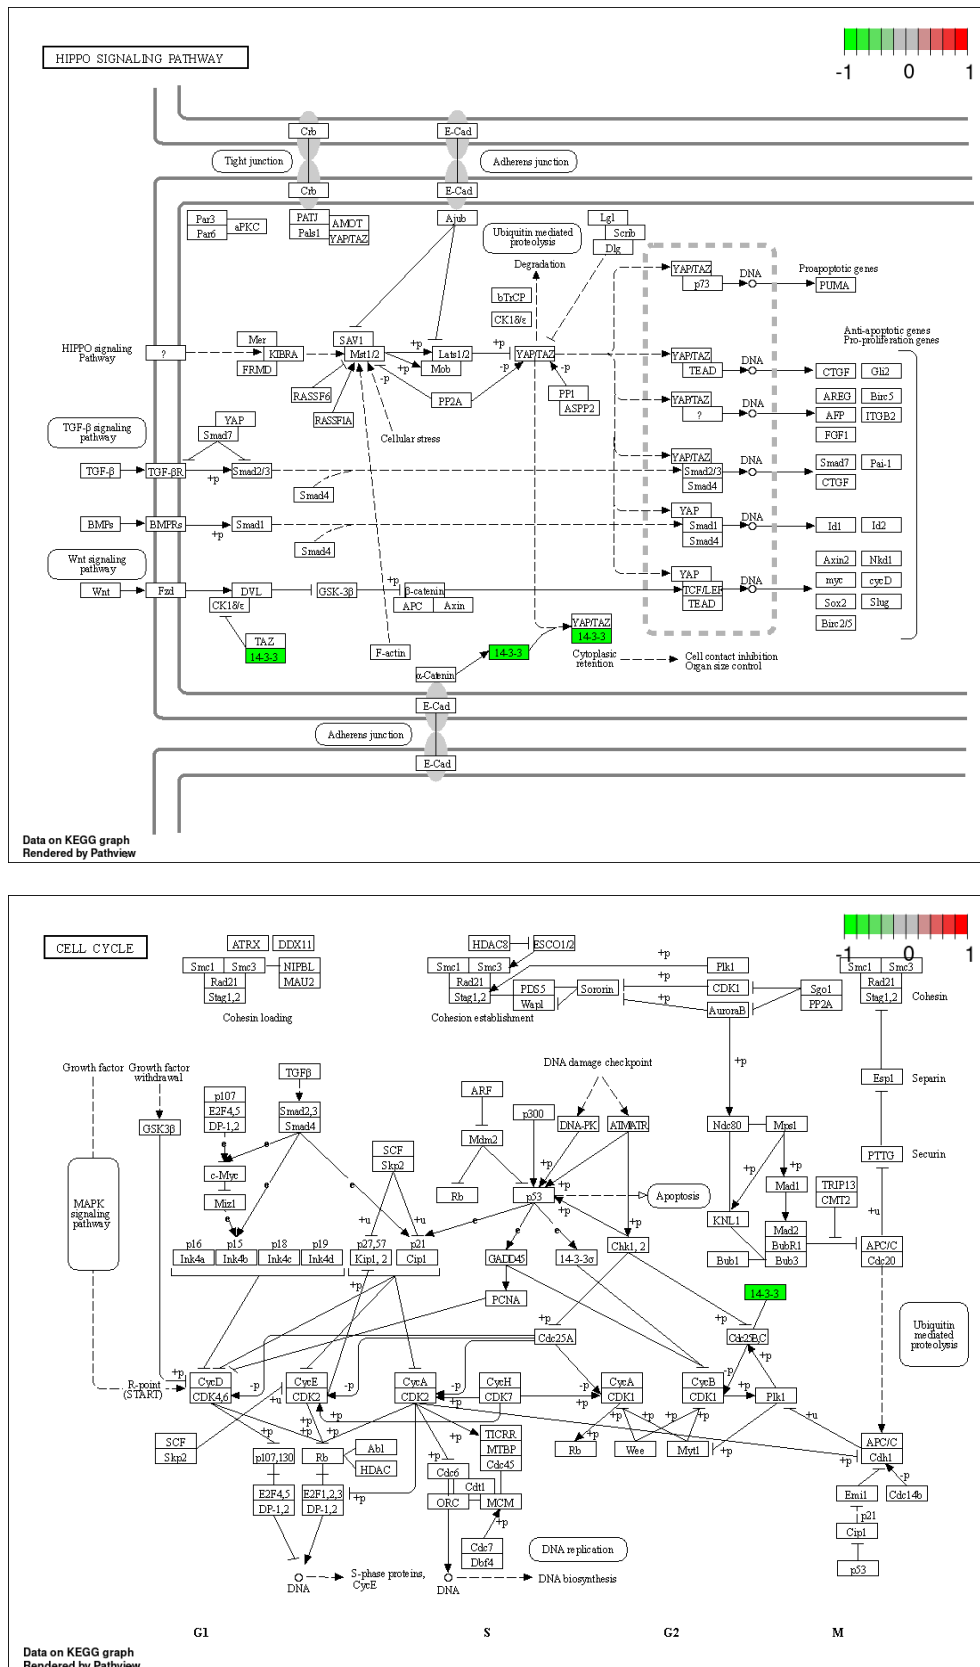 HIPPO SIGNALING PATHWAY
-1 0 1
Crb
E-Cad
Tight junction
Adherens junction
Crb
E-Cad
Par3
Par6
aPKC
PATJ
Pals1
AMOT
YAP/TAZ
Ajub
Ubiquitin mediated
proteolysis
Lgl
Scrib
Dlg
Degradation
bTrCP
CK1δ/ε
YAP/TAZ
p73
DNA
Proapoptotic genes
PUMA
HIPPO signaling
Pathway
?
Mer
KIBRA
FRMD
SAV1
Mst1/2
+p
+p
-p
Lats1/2
Mob
+p
YAP/TAZ
-p
-p
RASSF6
RASSF1A
PP2A
PP1
ASPP2
Cellular stress
YAP/TAZ
TEAD
DNA
YAP/TAZ
?
DNA
Anti-apoptotic genes
Pro-proliferation genes
CTGF
Gli2
AREG
Birc5
AFP
ITGB2
FGF1
TGF-β signaling
pathway
YAP
Smad7
TGF-β
TGF-βR
+p
Smad2/3
Smad4
YAP/TAZ
Smad2/3
Smad4
DNA
Smad7
Pai-1
CTGF
BMPs
BMPRs
+p
Smad1
Smad4
YAP
Smad1
Smad4
DNA
Id1
Id2
Wnt signaling
pathway
Wnt
Fzd
DVL
CK1δ/ε
GSK-3β
+p
β-catenin
APC
Axin
YAP
TCF/LEF
TEAD
DNA
Axin2
Nkd1
myc
cycD
Sox2
Slug
Birc2/5
TAZ
14-3-3
F-actin
α-Catenin
14-3-3
YAP/TAZ
14-3-3
Cytoplasic
retention
Cell contact inhibition
Organ size control
E-Cad
Adherens junction
E-Cad
Data on KEGG graph
Rendered by Pathview
CELL CYCLE
-1 0 1
ATRX
DDX11
Smc1
Smc3
Rad21
Stag1,2
NIPBL
MAU2
Cohesin loading
HDAC8
ESCO1/2
Smc1
Smc3
Rad21
Stag1,2
PDS5
Wapl
Sororin
Cohesion establishment
+p
Plk1
+p
CDK1
+p
AuroraB
Sgo1
PP2A
Smc1
Smc3
Rad21
Stag1,2
Cohesin
Growth factor
Growth factor
withdrawal
GSK3β
p107
E2F4,5
DP-1,2
TGFβ
Smad2,3
Smad4
e
e
e
e
c-Myc
Miz1
ARF
Mdm2
Rb
p300
DNA damage checkpoint
DNA-PK
ATM/ATR
+p
+p
p53
Apoptosis
+p
Ndc80
Mps1
+p
+p
Mad1
KNL1
Mad2
BubR1
Bub3
Bub1
TRIP13
CMT2
Espl
Separin
PTTG
Securin
+u
APC/C
Cdc20
MAPK
signaling
pathway
SCF
Skp2
+u
+u
p16
Ink4a
p15
Ink4b
p18
Ink4c
p19
Ink4d
p27,57
Kip1, 2
p21
Cip1
e
e
e
GADD45
14-3-3σ
+p
+p
Chk1, 2
PCNA
14-3-3
+p
+p
Cdc25A
Cdc25B,C
Ubiquitin
mediated
proteolysis
R-point
(START)
+p
CycD
CDK4,6
-p
+u
CycE
CDK2
-p
CycA
CDK2
-p
+p
CycH
CDK7
+p
CycA
CDK1
CycB
CDK1
-p
+p
Plk1
+u
SCF
Skp2
+p
p107,130
+p
+p
+p
Rb
Abl
HDAC
+p
+p
Cdc6
Cdt1
ORC
+p
TICRR
MTBP
Cdc45
MCM
+p
Cdc7
Dbf4
+p
Rb
Wee
+p
+p
Myt1
+p
+p
APC/C
Cdh1
-p
Emi1
Cdc14b
p21
Cip1
p53
E2F4,5
DP-1,2
E2F1,2,3
DP-1,2
+p
DNA
S-phase proteins,
CycE
DNA
DNA replication
DNA biosynthesis
G1
S
G2
M
Data on KEGG graph
Rendered by Pathview